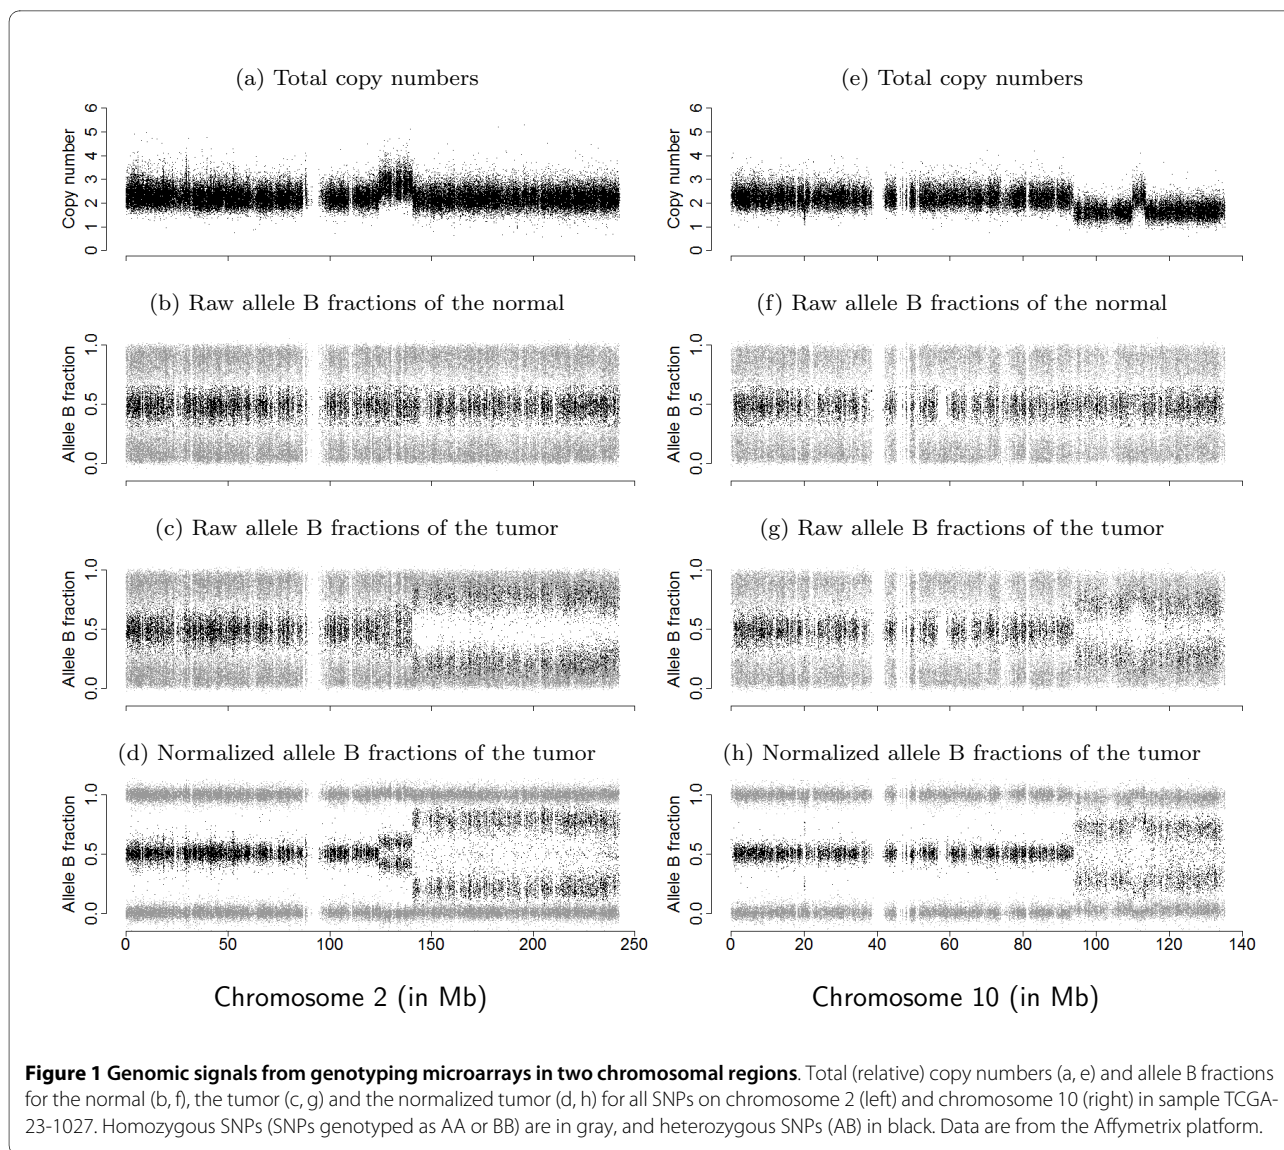 (a) Total copy numbers
Copy number
6
5
4
3
2
1
0
0
50
100
150
200
250
(b) Raw allele B fractions of the normal
Allele B fraction
1.0
0.5
0.0
(c) Raw allele B fractions of the tumor
Allele B fraction
1.0
0.5
0.0
(d) Normalized allele B fractions of the tumor
Allele B fraction
1.0
0.5
0.0
Chromosome 2 (in Mb)
(e) Total copy numbers
Copy number
6
5
4
3
2
1
0
(f) Raw allele B fractions of the normal
Allele B fraction
1.0
0.5
0.0
(g) Raw allele B fractions of the tumor
Allele B fraction
1.0
0.5
0.0
(h) Normalized allele B fractions of the tumor
Allele B fraction
1.0
0.5
0.0
0
20
40
60
80
100
120
140
Chromosome 10 (in Mb)
Figure 1 Genomic signals from genotyping microarrays in two chromosomal regions. Total (relative) copy numbers (a, e) and allele B fractions
for the normal (b, f), the tumor (c, g) and the normalized tumor (d, h) for all SNPs on chromosome 2 (left) and chromosome 10 (right) in sample TCGA-
23-1027. Homozygous SNPs (SNPs genotyped as AA or BB) are in gray, and heterozygous SNPs (AB) in black. Data are from the Affymetrix platform.